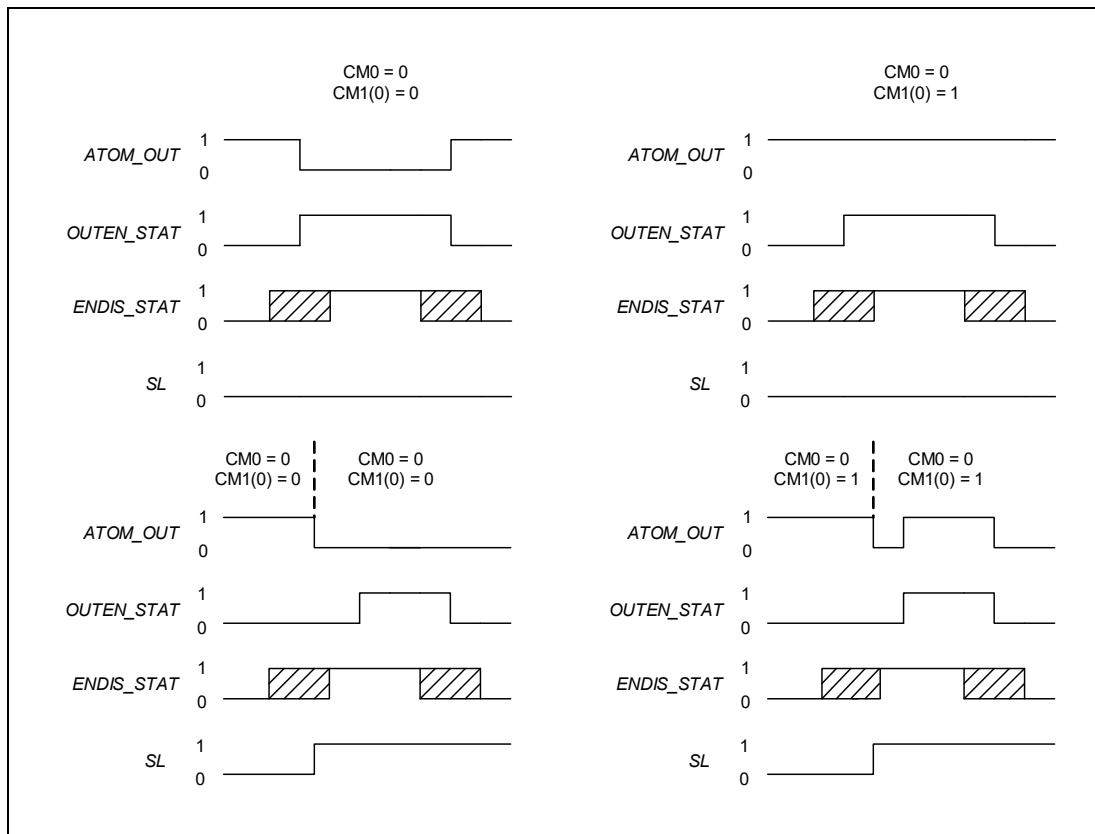 CM0 = 0
CM1(0) = 0
1
ATOM_OUT
0
1
OUTEN_STAT
0
1
ENDIS_STAT
0
1
SL
0
CM0 = 0
CM1(0) = 1
1
ATOM_OUT
0
1
OUTEN_STAT
0
1
ENDIS_STAT
0
1
SL
0
CM0 = 0 CM0 = 0
CM1(0) = 0 CM1(0) = 0
1
ATOM_OUT
0
1
OUTEN_STAT
0
1
ENDIS_STAT
0
1
SL
0
CM0 = 0 CM0 = 0
CM1(0) = 1 CM1(0) = 1
1
ATOM_OUT
0
1
OUTEN_STAT
0
1
ENDIS_STAT
0
1
SL
0